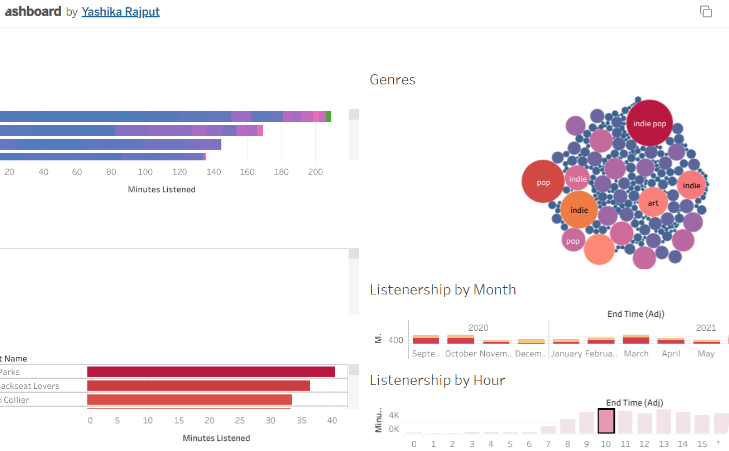 ashboard by Yashika Rajput
Genres
indie pop
pop
indie
indie
indie
art
pop
20 40 60 80 100 120 140 160 180 200
Minutes Listened
Listenership by Month
End Time (Adj)
2020 2021
M.. 400
Septe.. October Novem.. Decem.. January Februa.. March April May
t Name
Parks
Backseat Lovers
Collier
0 5 10 15 20 25 30 35 40
Minutes Listened
Listenership by Hour
End Time (Adj)
Minu..
4K
0K
0 1 2 3 4 5 6 7 8 9 10 11 12 13 14 15